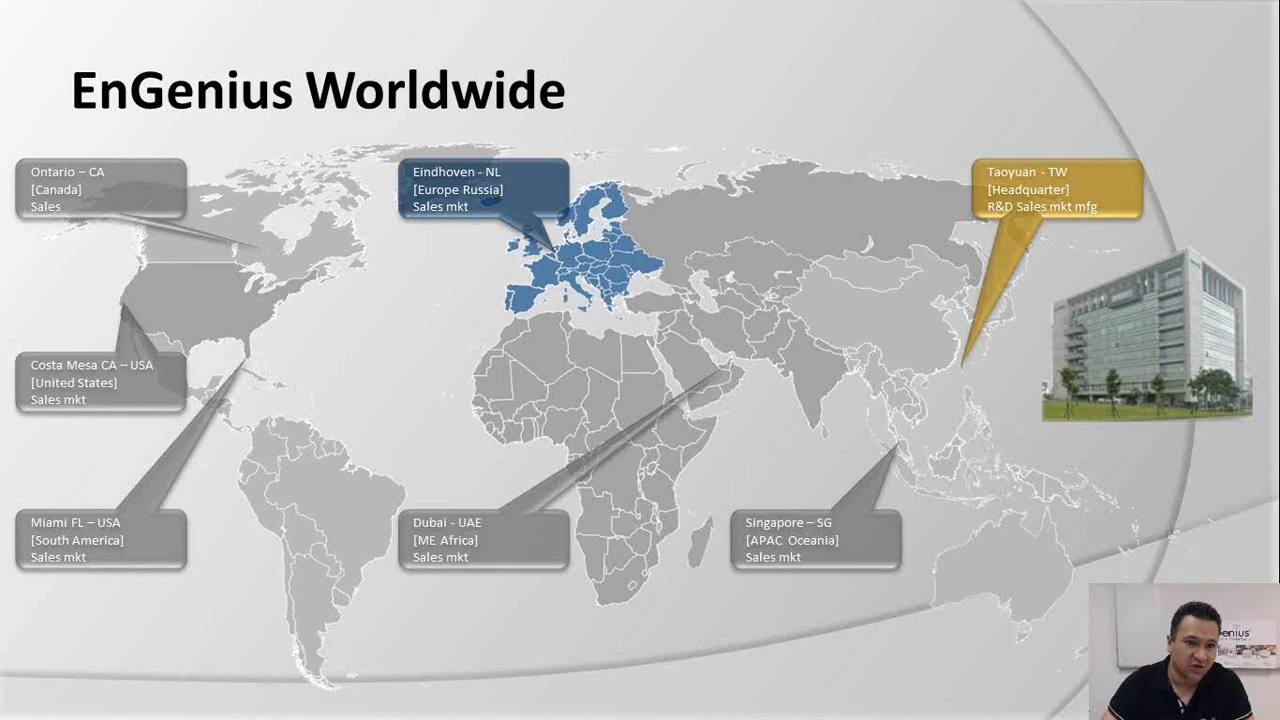 EnGenius Worldwide
Ontario – CA
[Canada]
Sales
Eindhoven - NL
[Europe Russia]
Sales mkt
Taoyuan - TW
[Headquarter]
R&D Sales mkt mfg
Costa Mesa CA – USA
[United States]
Sales mkt
Miami FL – USA
[South America]
Sales mkt
Dubai - UAE
[ME Africa]
Sales mkt
Singapore – SG
[APAC Oceania]
Sales mkt
enius